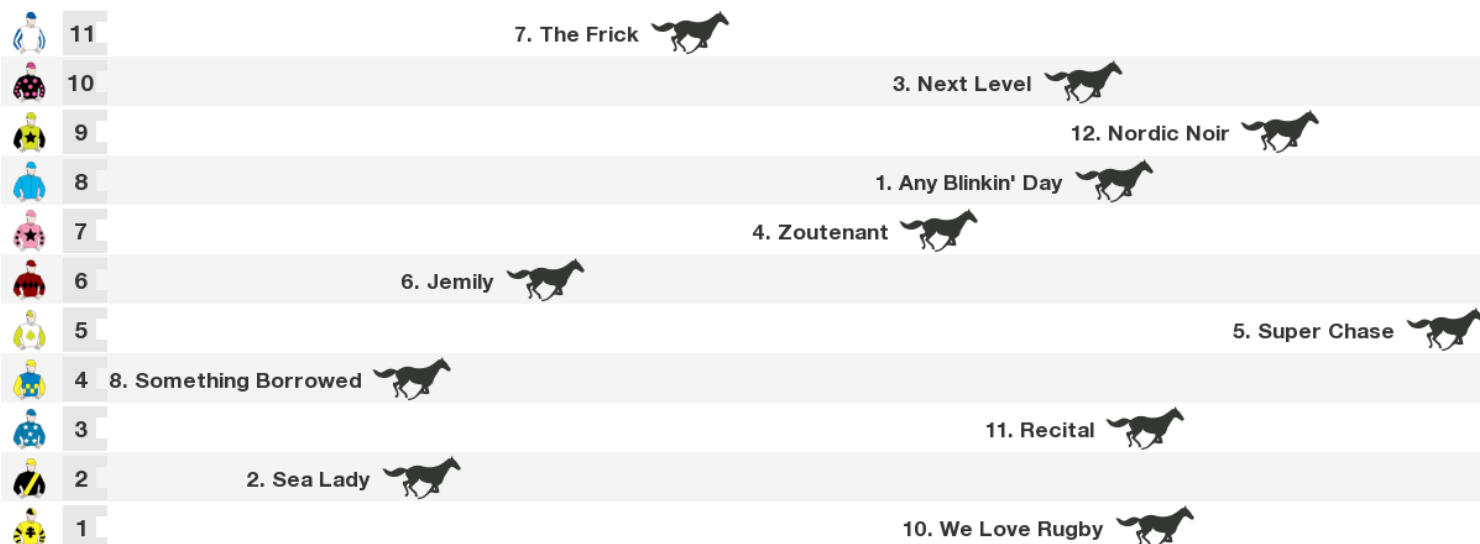 11 7. The Frick
10 3. Next Level
9 12. Nordic Noir
8 1. Any Blinkin' Day
7 4. Zoutenant
6 6. Jemily
5 5. Super Chase
4 8. Something Borrowed
3 11. Recital
2 2. Sea Lady
1 10. We Love Rugby